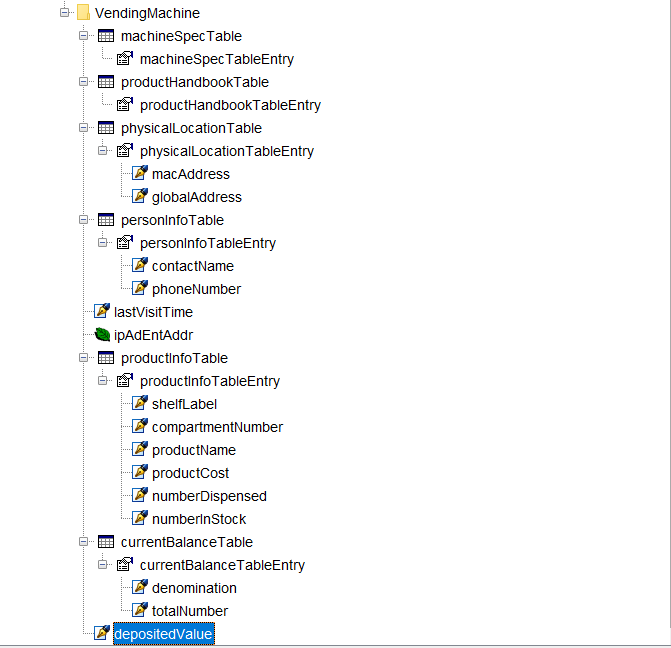 VendingMachine
machineSpecTable
machineSpecTableEntry
productHandbookTable
productHandbookTableEntry
physicalLocationTable
physicalLocationTableEntry
macAddress
globalAddress
personInfoTable
personInfoTableEntry
contactName
phoneNumber
lastVisitTime
ipAdEntAddr
productInfoTable
productInfoTableEntry
shelfLabel
compartmentNumber
productName
productCost
numberDispensed
numberInStock
currentBalanceTable
currentBalanceTableEntry
denomination
totalNumber
depositedValue